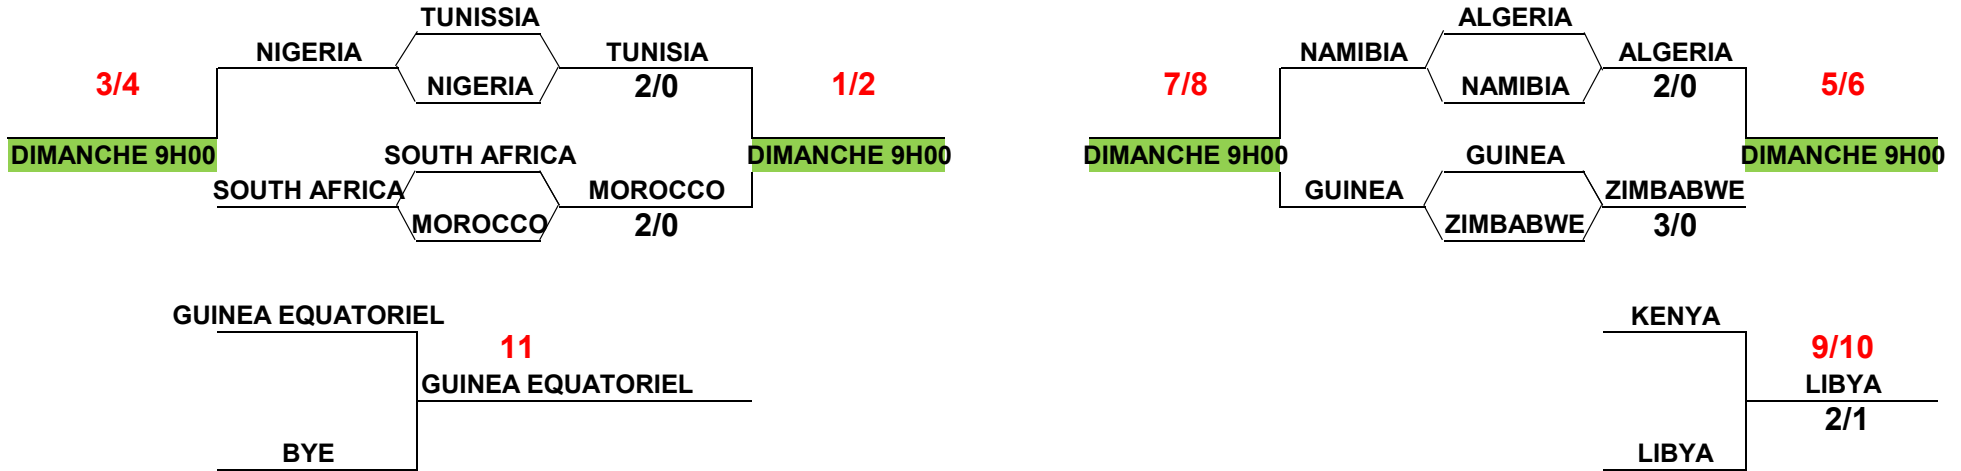 TUNISSIA
NIGERIA
TUNISIA
3/4
NIGERIA
2/0
1/2
DIMANCHE 9H00
SOUTH AFRICA
DIMANCHE 9H00
SOUTH AFRICA
MOROCCO
MOROCCO
2/0
ALGERIA
NAMIBIA
ALGERIA
7/8
NAMIBIA
2/0
5/6
DIMANCHE 9H00
GUINEA
DIMANCHE 9H00
GUINEA
ZIMBABWE
ZIMBABWE
3/0
GUINEA EQUATORIEL
11
GUINEA EQUATORIEL
BYE
KENYA
9/10
LIBYA
2/1
LIBYA